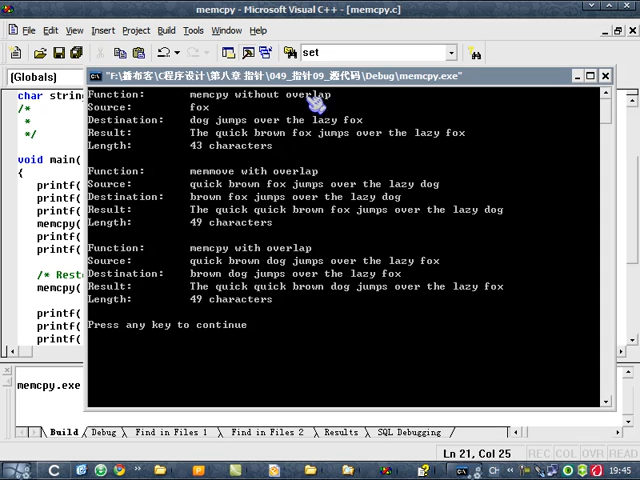 memcpy - Microsoft Visual C++ - [memcpy.c]
File Edit View Insert Project Build Tools Window Help
set
[Globals]
"F:\播布客\C程序设计\第八章 指针\049_指针09_源代码\Debug\memcpy.exe"
char string
/*
*
*/
void main(
{
printf(
printf(
printf(
memcpy(
printf(
printf(
/* Rest
memcpy(
printf(
printf(
printf(
Function: memcpy without overlap
Source: fox
Destination: dog jumps over the lazy fox
Result: The quick brown fox jumps over the lazy fox
Length: 43 characters
Function: memmove with overlap
Source: quick brown fox jumps over the lazy dog
Destination: brown fox jumps over the lazy dog
Result: The quick quick brown fox jumps over the lazy dog
Length: 49 characters
Function: memcpy with overlap
Source: quick brown dog jumps over the lazy fox
Destination: brown dog jumps over the lazy fox
Result: The quick quick brown dog jumps over the lazy fox
Length: 49 characters
Press any key to continue
memcpy.exe
Build Debug Find in Files 1 Find in Files 2 Results SQL Debugging
Ln 21, Col 25 REC COL OVR READ
CH 19:45